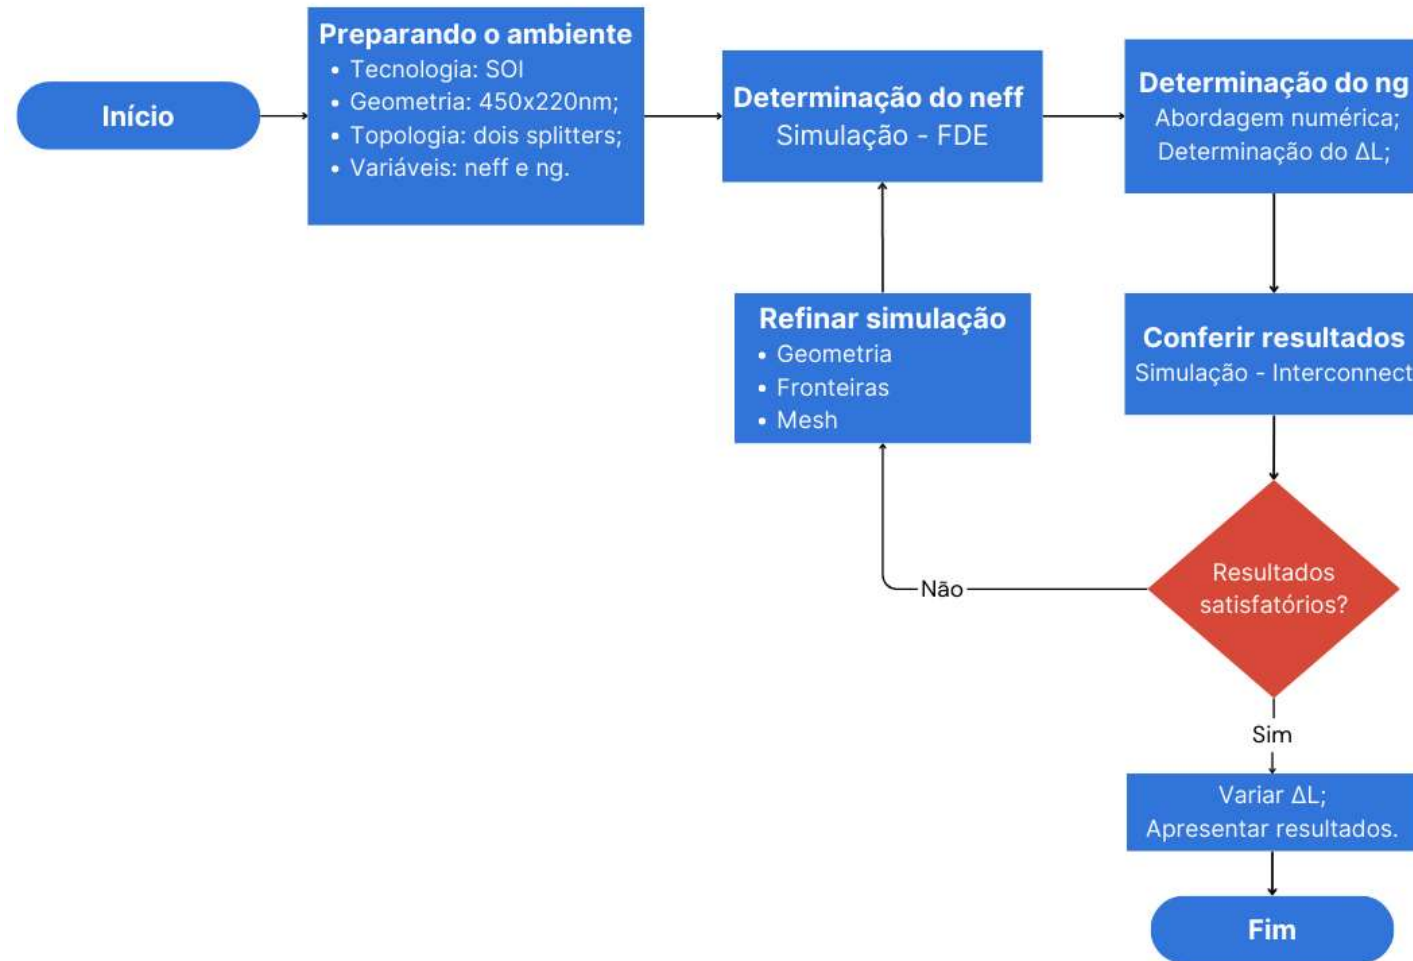 Início
Preparando o ambiente
• Tecnologia: SOI
• Geometria: 450x220nm;
• Topologia: dois splitters;
• Variáveis: neff e ng.
Determinação do neff
Simulação - FDE
Determinação do ng
Abordagem numérica;
Determinação do ΔL;
Refinar simulação
• Geometria
• Fronteiras
• Mesh
Conferir resultados
Simulação - Interconnect
Resultados
satisfatórios?
Não
Sim
Variar ΔL;
Apresentar resultados.
Fim